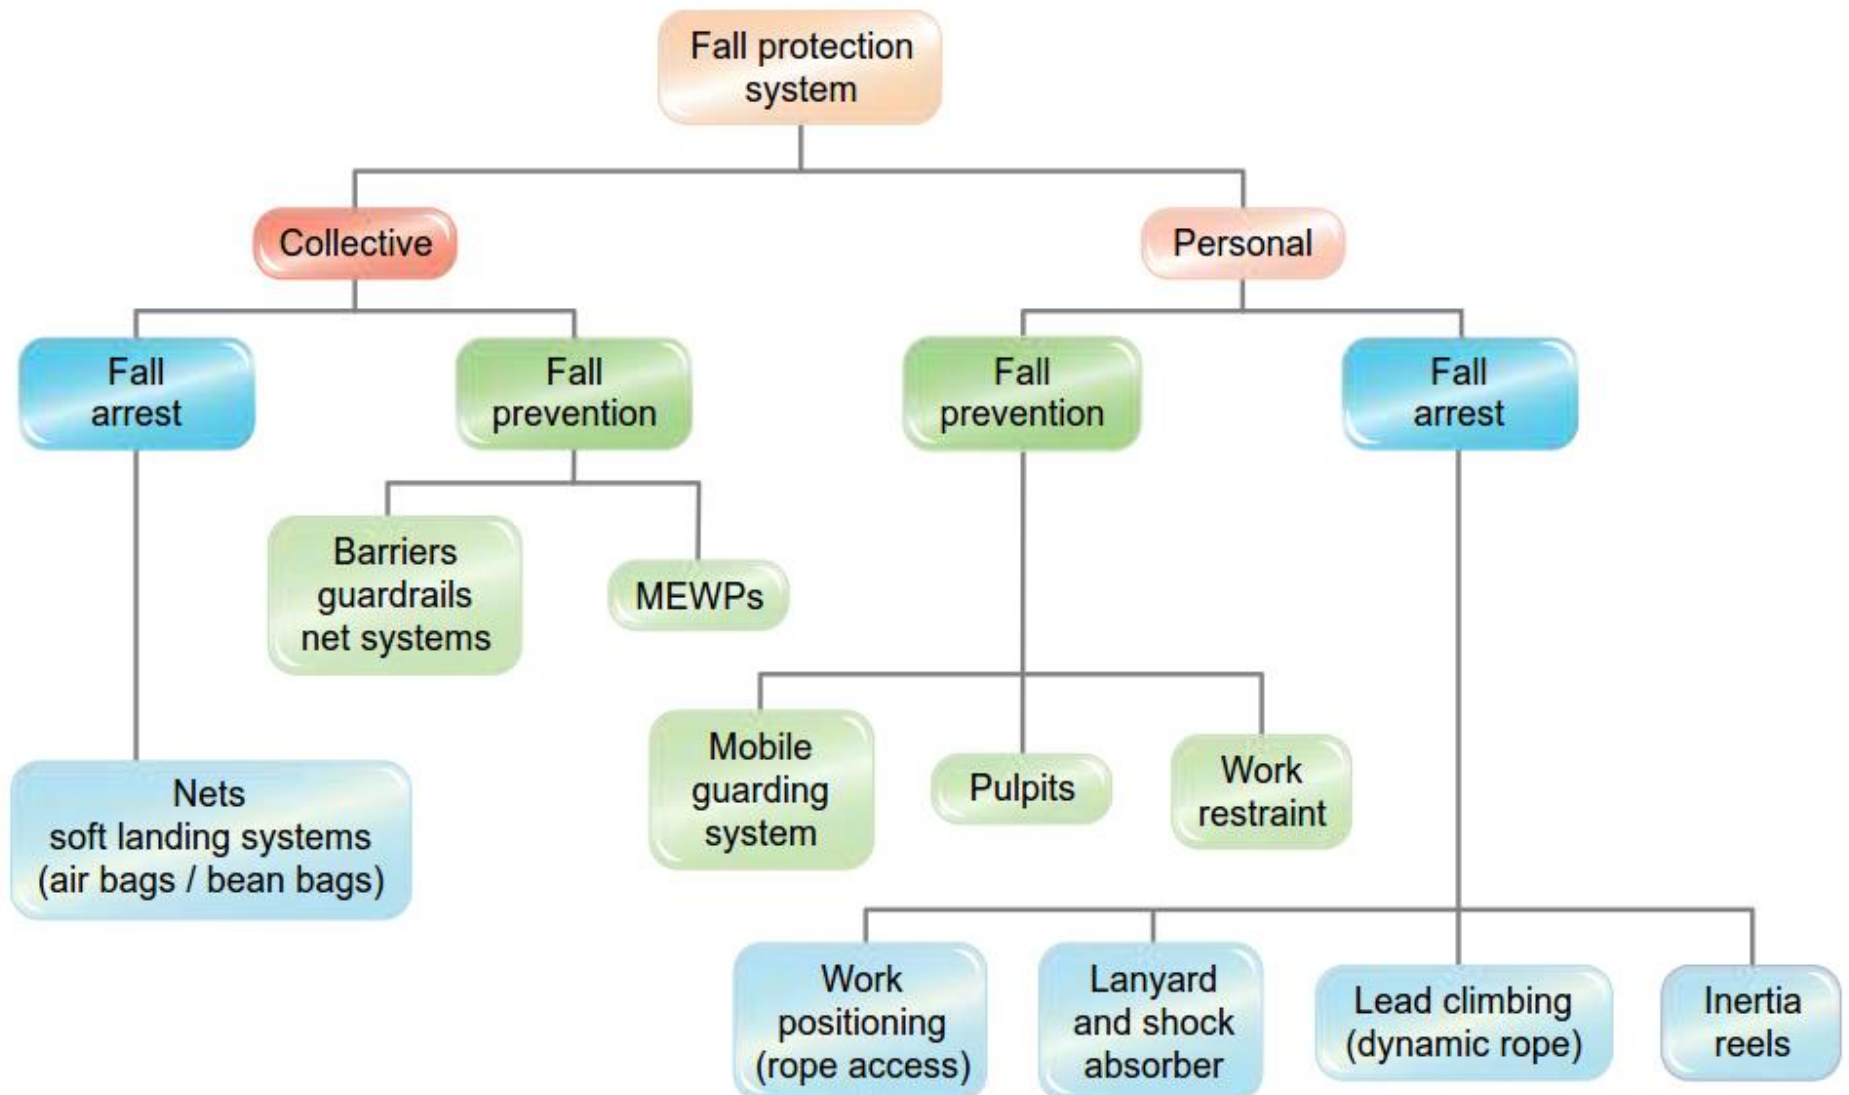 Fall protection
system
Collective
Personal
Fall
arrest
Fall
prevention
Fall
prevention
Fall
arrest
Barriers
guardrails
net systems
MEWPs
Mobile
guarding
system
Pulpits
Work
restraint
Nets
soft landing systems
(air bags / bean bags)
Work
positioning
(rope access)
Lanyard
and shock
absorber
Lead climbing
(dynamic rope)
Inertia
reels